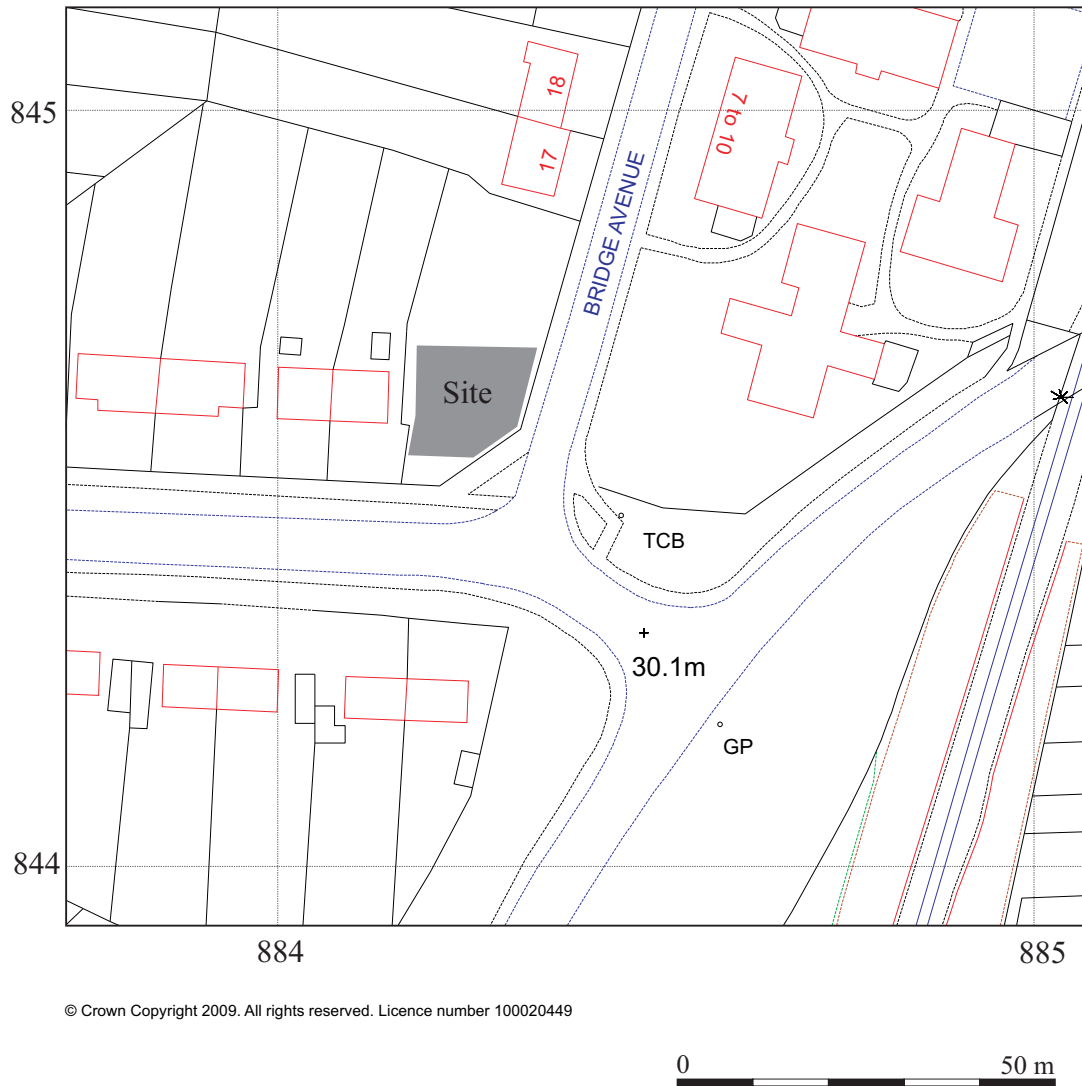 845
18
17
7 to 10
BRIDGE AVENUE
Site
TCB
30.1m
GP
844
884
885
© Crown Copyright 2009. All rights reserved. Licence number 100020449
0
50 m